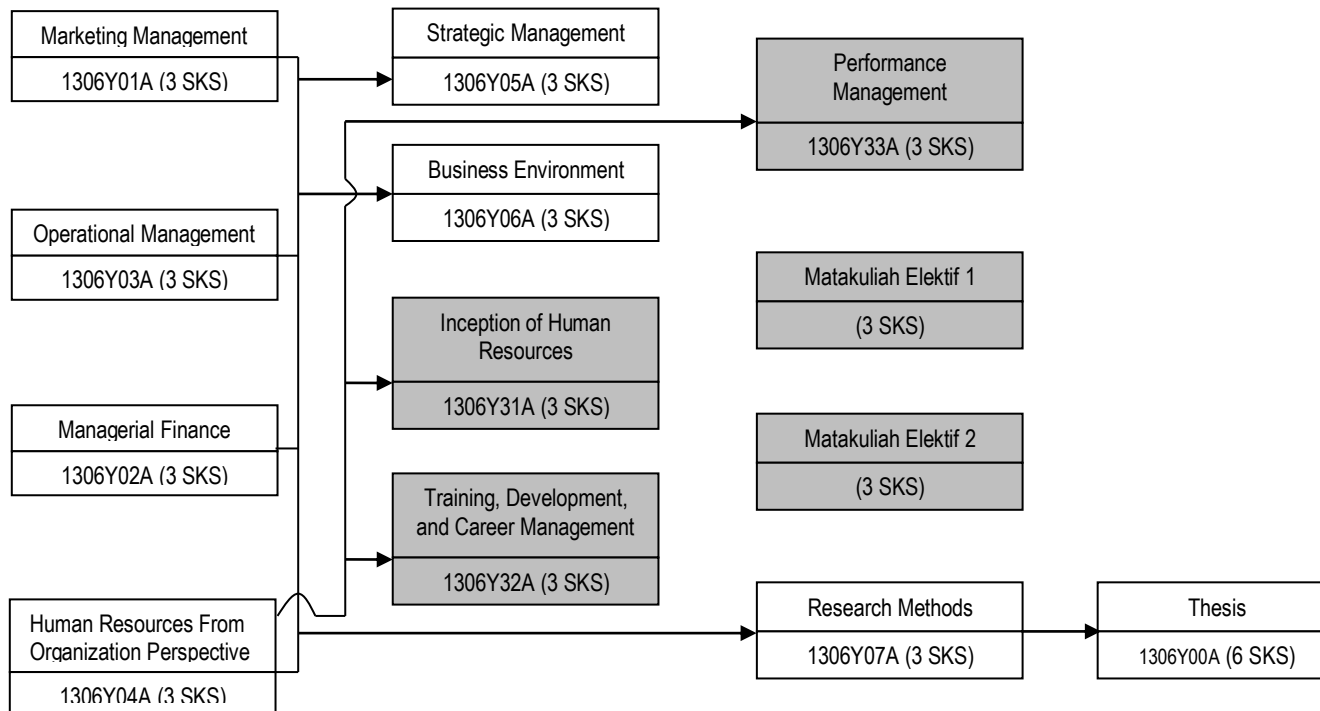 Marketing Management
1306Y01A (3 SKS)
Operational Management
1306Y03A (3 SKS)
Managerial Finance
1306Y02A (3 SKS)
Human Resources From
Organization Perspective
1306Y04A (3 SKS)
Strategic Management
1306Y05A (3 SKS)
Business Environment
1306Y06A (3 SKS)
Inception of Human
Resources
1306Y31A (3 SKS)
Training, Development,
and Career Management
1306Y32A (3 SKS)
Performance
Management
1306Y33A (3 SKS)
Matakuliah Elektif 1
(3 SKS)
Matakuliah Elektif 2
(3 SKS)
Research Methods
1306Y07A (3 SKS)
Thesis
1306Y00A (6 SKS)